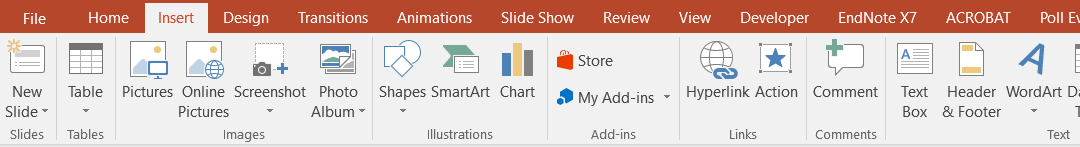 File Home Insert Design Transitions Animations Slide Show Review View Developer EndNote X7 ACROBAT Poll
New Slide
Table
Pictures
Online Pictures
Screenshot
Photo Album
Shapes
SmartArt
Chart
Store
My Add-ins
Hyperlink
Action
Comment
Text Box
Header & Footer
WordArt
Slides Tables Images Illustrations Add-ins Links Comments Text